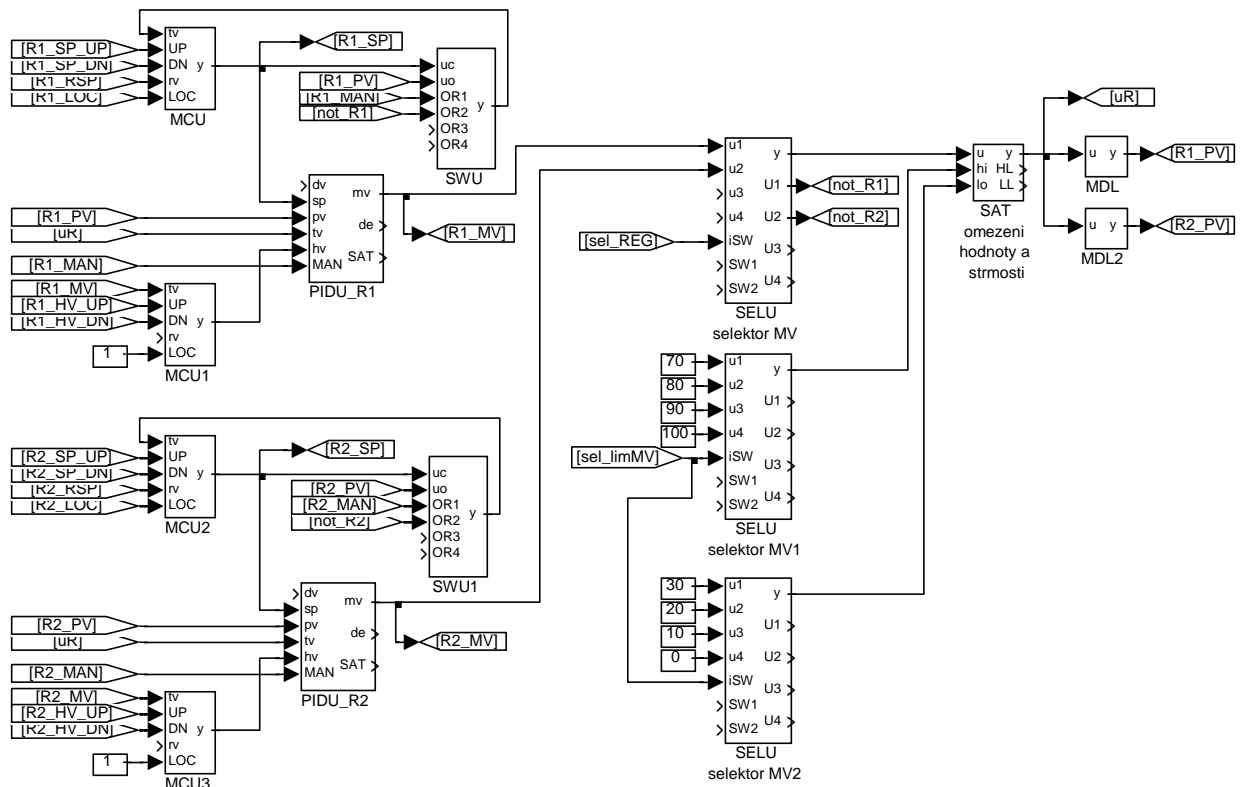 [R1_SP_UP]
[R1_SP_DN]
[R1_RSP]
[R1_LOC]
tv
UP
DN y
rv
LOC
MCU
[R1_SP]
[R1_PV]
[R1_MAN]
[not_R1]
uc
uo
OR1
OR2
OR3
OR4
y
SWU
[R1_PV]
[uR]
[R1_MAN]
dv
sp
pv
tv
hv
MAN
mv
de
SAT
PIDU_R1
[R1_MV]
[R1_MV]
[R1_HV_UP]
[R1_HV_DN]
1
tv
UP
DN y
rv
LOC
MCU1
[sel_REG]
u1
u2
u3
u4
iSW
SW1
SW2
y
U1
U2
U3
U4
SELU
selektor MV
[not_R1]
[not_R2]
u y
hi HL
lo LL
SAT
omezeni
hodnoty a
strmosti
[uR]
u y
MDL
[R1_PV]
u y
MDL2
[R2_PV]
70
80
90
100
[sel_limMV]
u1
u2
u3
u4
iSW
SW1
SW2
y
U1
U2
U3
U4
SELU
selektor MV1
[R2_SP_UP]
[R2_SP_DN]
[R2_RSP]
[R2_LOC]
tv
UP
DN y
rv
LOC
MCU2
[R2_SP]
[R2_PV]
[R2_MAN]
[not_R2]
uc
uo
OR1
OR2
OR3
OR4
y
SWU1
[R2_PV]
[uR]
[R2_MAN]
dv
sp
pv
tv
hv
MAN
mv
de
SAT
PIDU_R2
[R2_MV]
[R2_MV]
[R2_HV_UP]
[R2_HV_DN]
1
tv
UP
DN y
rv
LOC
MCU3
30
20
10
0
u1
u2
u3
u4
iSW
SW1
SW2
y
U1
U2
U3
U4
SELU
selektor MV2